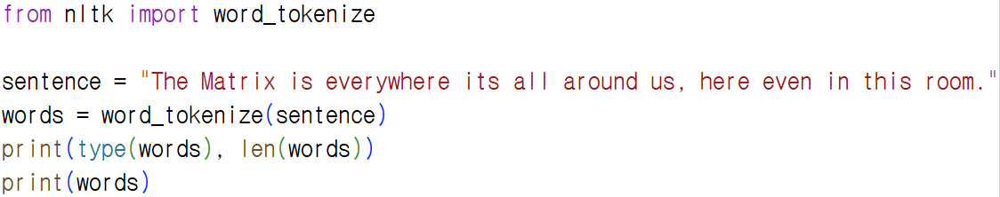 from nltk import word_tokenize
sentence = "The Matrix is everywhere its all around us, here even in this room."
words = word_tokenize(sentence)
print(type(words), len(words))
print(words)